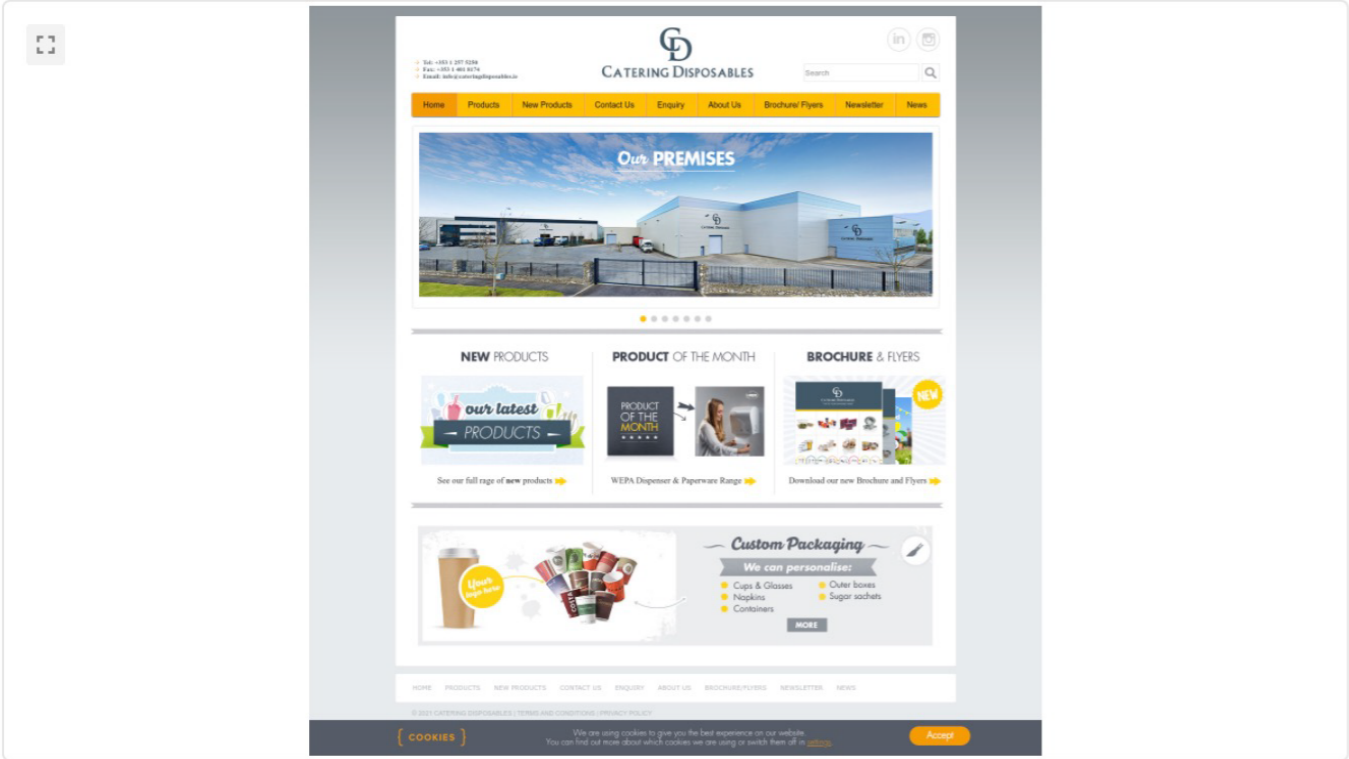 CD
CATERING DISPOSABLES
Tel: +353 1 257 5250
Fax: +353 1 401 0174
Email: info@cateringdisposables.ie
in
Search
Home Products New Products Contact Us Enquiry About Us Brochure/ Flyers Newsletter News
Our PREMISES
NEW PRODUCTS
PRODUCT OF THE MONTH
BROCHURE & FLYERS
our latest
PRODUCTS
PRODUCT
OF THE
MONTH
NEW
See our full rage of new products
WEPA Dispenser & Paperware Range
Download our new Brochure and Flyers
Your
logo here
COSTA
Custom Packaging
We can personalise:
Cups & Glasses
Napkins
Containers
Outer boxes
Sugar sachets
MORE
HOME PRODUCTS NEW PRODUCTS CONTACT US ENQUIRY ABOUT US BROCHURE/FLYERS NEWSLETTER NEWS
© 2021 CATERING DISPOSABLES | TERMS AND CONDITIONS | PRIVACY POLICY
{ COOKIES }
We are using cookies to give you the best experience on our website.
You can find out more about which cookies we are using or switch them off in settings.
Accept